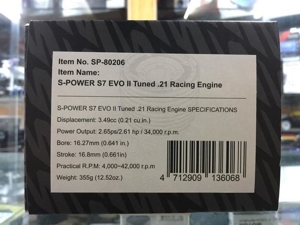 Item No. SP-80206
Item Name:
S-POWER S7 EVO II Tuned .21 Racing Engine
S-POWER S7 EVO II Tuned .21 Racing Engine SPECIFICATIONS
Displacement: 3.49cc (0.21 cu.in.)
Power Output: 2.65ps/2.61 hp / 34,000 r.p.m.
Bore: 16.27mm (0.641 in.)
Stroke: 16.8mm (0.661in)
Practical R.P.M: 4,000~42,000 r.p.m
Weight: 355g (12.52oz.)
4 712909 136068